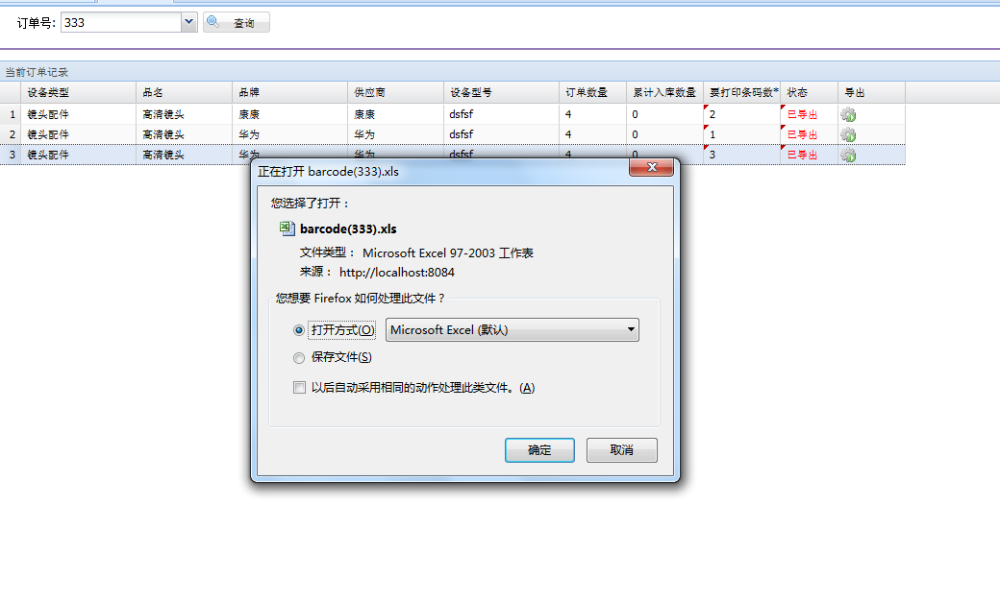 订单号: 333 查询
当前订单记录
设备类型 品名 品牌 供应商 设备型号 订单数量 累计入库数量 要打印条码数* 状态 导出
1 镜头配件 高清镜头 康康 康康 dsfsf 4 0 2 已导出
2 镜头配件 高清镜头 华为 华为 dsfsf 4 0 1 已导出
3 镜头配件 高清镜头 华为 华为 dsfsf 4 0 3 已导出
正在打开 barcode(333).xls
您选择了打开：
barcode(333).xls
文件类型： Microsoft Excel 97-2003 工作表
来源： http://localhost:8084
您想要 Firefox 如何处理此文件？
打开方式(O) Microsoft Excel (默认)
保存文件(S)
以后自动采用相同的动作处理此类文件。(A)
确定 取消